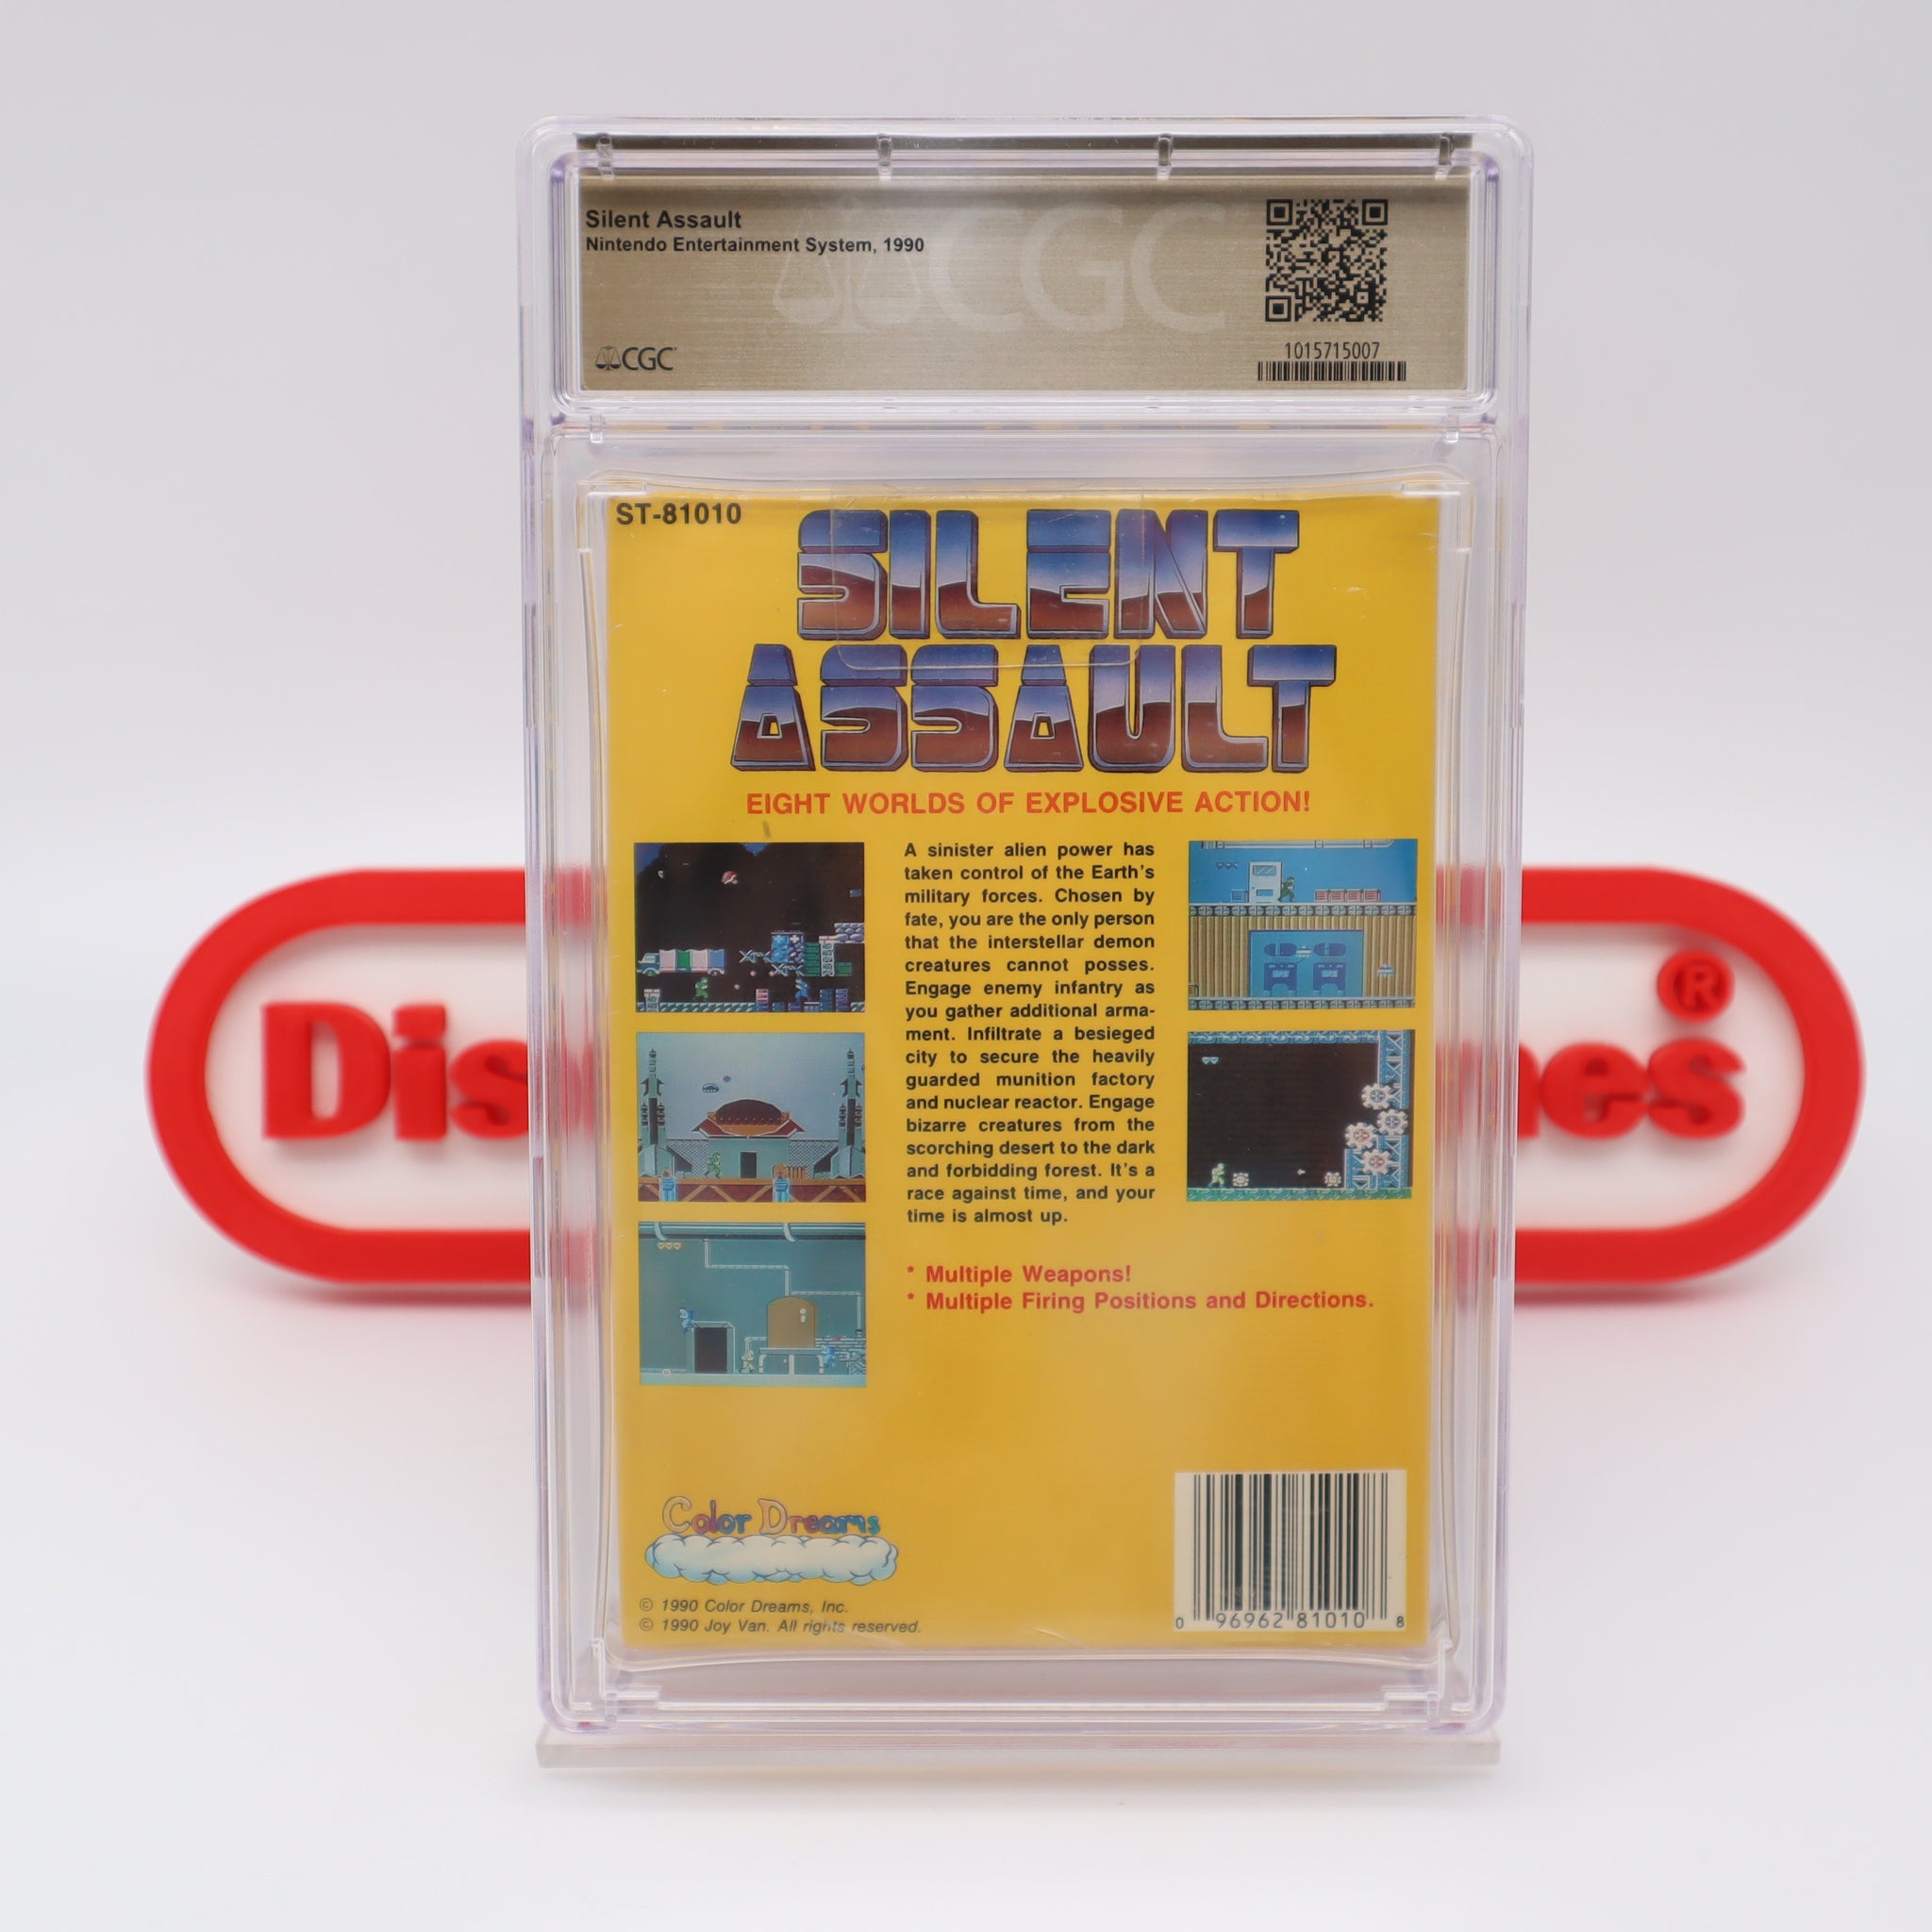 Silent Assault
Nintendo Entertainment System, 1990
CGC
CGC
1015715007
ST-81010
SILENT
ASSAULT
EIGHT WORLDS OF EXPLOSIVE ACTION!
A sinister alien power has
taken control of the Earth's
military forces. Chosen by
fate, you are the only person
that the interstellar demon
creatures cannot posses.
Engage enemy infantry as
you gather additional arma-
ment. Infiltrate a besieged
city to secure the heavily
guarded munition factory
and nuclear reactor. Engage
bizarre creatures from the
scorching desert to the dark
and forbidding forest. It's a
race against time, and your
time is almost up.
* Multiple Weapons!
* Multiple Firing Positions and Directions.
Color Dreams
© 1990 Color Dreams, Inc.
© 1990 Joy Van. All rights reserved.
0 96962 81010 8
Dis
mes
®